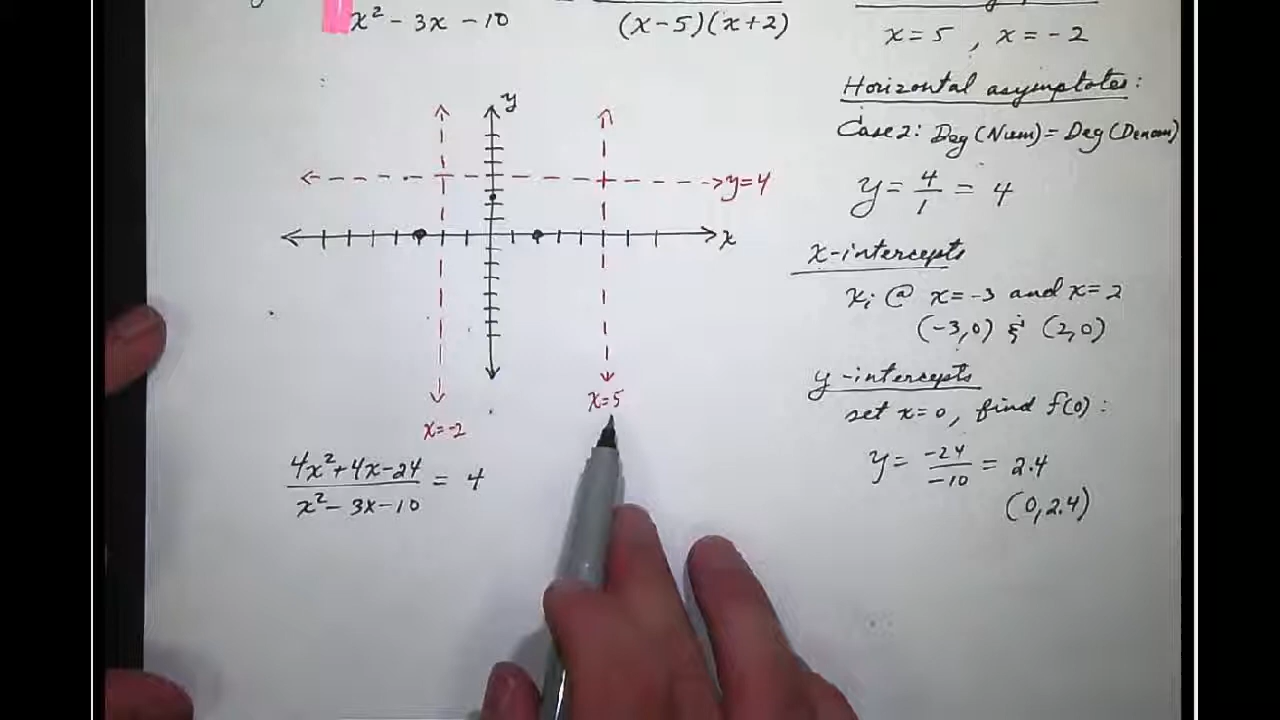 x² - 3x - 10
(x-5)(x+2)
x = 5 , x = -2
Horizontal asymptotes:
Case 2: Deg(Num) = Deg(Denom)
y = 4/1 = 4
x-intercepts
x; @ x = -3 and x = 2
(-3,0) & (2,0)
y-intercepts
set x=0, find f(0):
y = -24/-10 = 2.4
(0, 2.4)
y
y=4
x
x=5
x=-2
4x²+4x-24
x²-3x-10
= 4